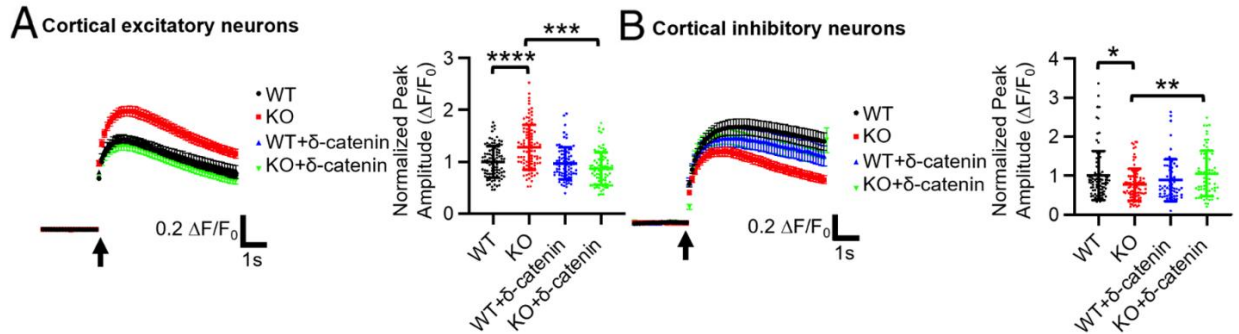 A Cortical excitatory neurons
WT
KO
WT+δ-catenin
KO+δ-catenin
0.2 ΔF/F0
1s
Normalized Peak
Amplitude (ΔF/F0)
3
2
1
0
****
***
WT
KO
WT+δ-catenin
KO+δ-catenin
B Cortical inhibitory neurons
WT
KO
WT+δ-catenin
KO+δ-catenin
0.2 ΔF/F0
1s
Normalized Peak
Amplitude (ΔF/F0)
4
3
2
1
0
*
**
WT
KO
WT+δ-catenin
KO+δ-catenin